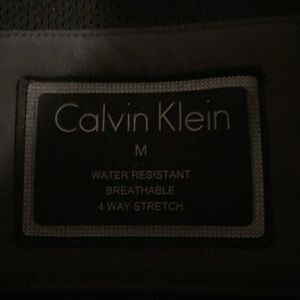 Calvin Klein
M
WATER RESISTANT
BREATHABLE
4 WAY STRETCH